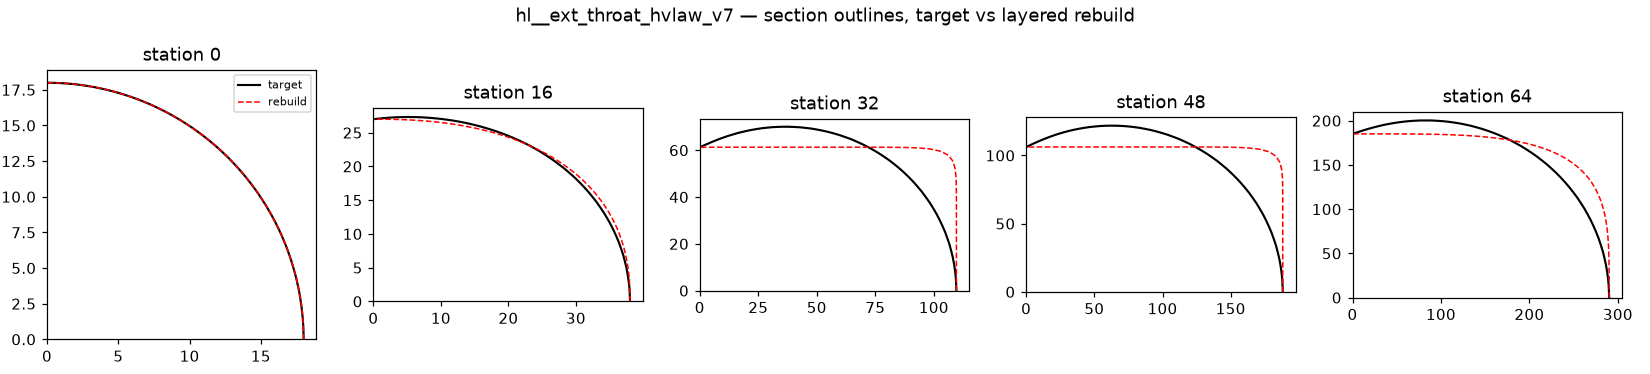 hl__ext_throat_hvlaw_v7 — section outlines, target vs layered rebuild
station 0
target
rebuild
17.5
15.0
12.5
10.0
7.5
5.0
2.5
0.0
0 5 10 15
station 16
25
20
15
10
5
0
0 10 20 30
station 32
60
40
20
0
0 25 50 75 100
station 48
100
50
0
0 50 100 150
station 64
200
150
100
50
0
0 100 200 300